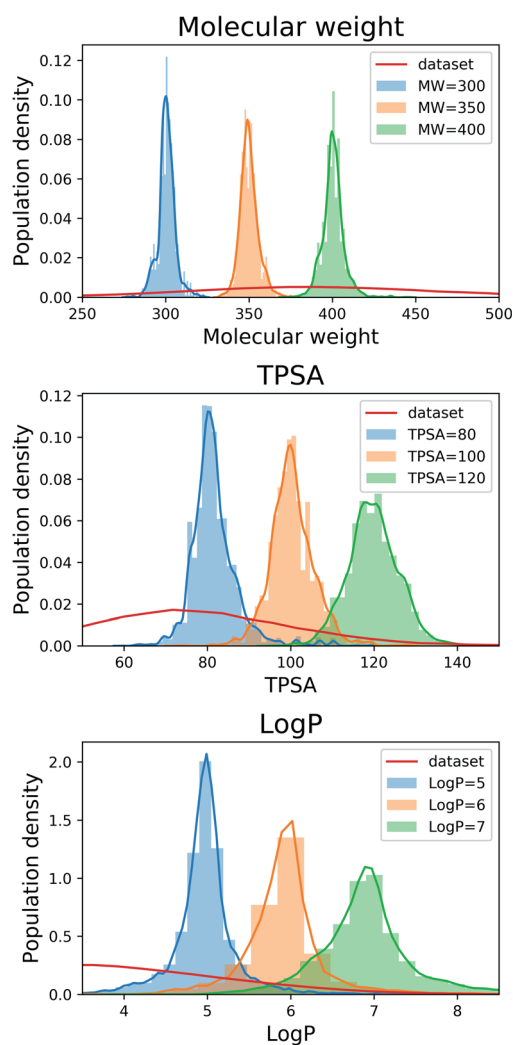 Molecular weight
Population density
0.12
0.10
0.08
0.06
0.04
0.02
0.00
dataset
MW=300
MW=350
MW=400
250
300
350
400
450
500
Molecular weight
TPSA
Population density
0.12
0.10
0.08
0.06
0.04
0.02
0.00
dataset
TPSA=80
TPSA=100
TPSA=120
60
80
100
120
140
TPSA
LogP
Population density
2.0
1.5
1.0
0.5
0.0
dataset
LogP=5
LogP=6
LogP=7
4
5
6
7
8
LogP